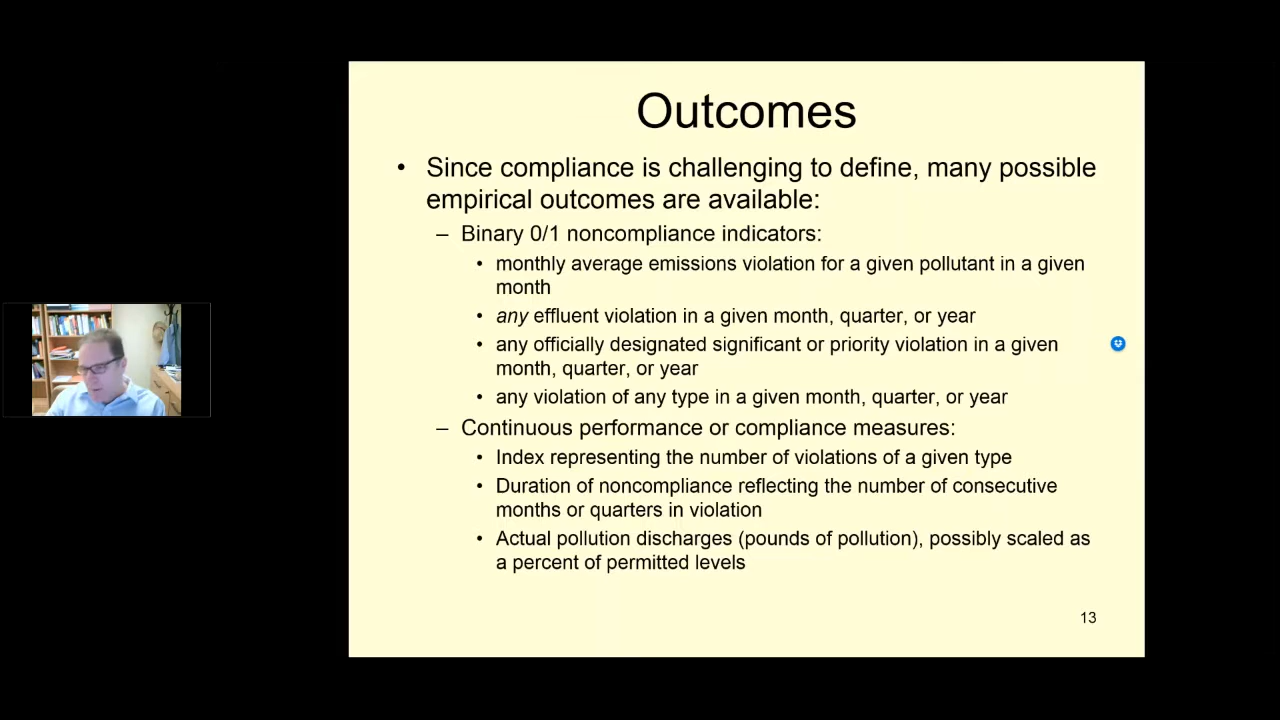 Outcomes
• Since compliance is challenging to define, many possible
empirical outcomes are available:
– Binary 0/1 noncompliance indicators:
• monthly average emissions violation for a given pollutant in a given
month
• any effluent violation in a given month, quarter, or year
• any officially designated significant or priority violation in a given
month, quarter, or year
• any violation of any type in a given month, quarter, or year
– Continuous performance or compliance measures:
• Index representing the number of violations of a given type
• Duration of noncompliance reflecting the number of consecutive
months or quarters in violation
• Actual pollution discharges (pounds of pollution), possibly scaled as
a percent of permitted levels
13